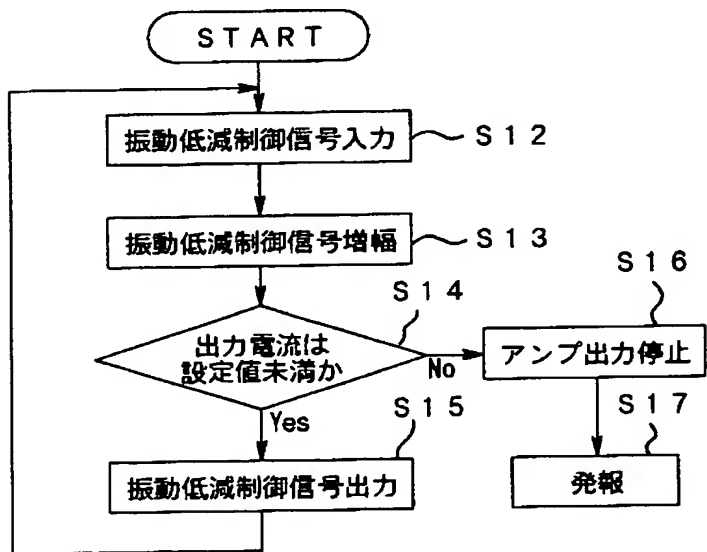 START
振動低減制御信号入力
S12
振動低減制御信号増幅
S13
S14
出力電流は
設定値未満か
No
Yes
S16
アンプ出力停止
S15
振動低減制御信号出力
S17
発報